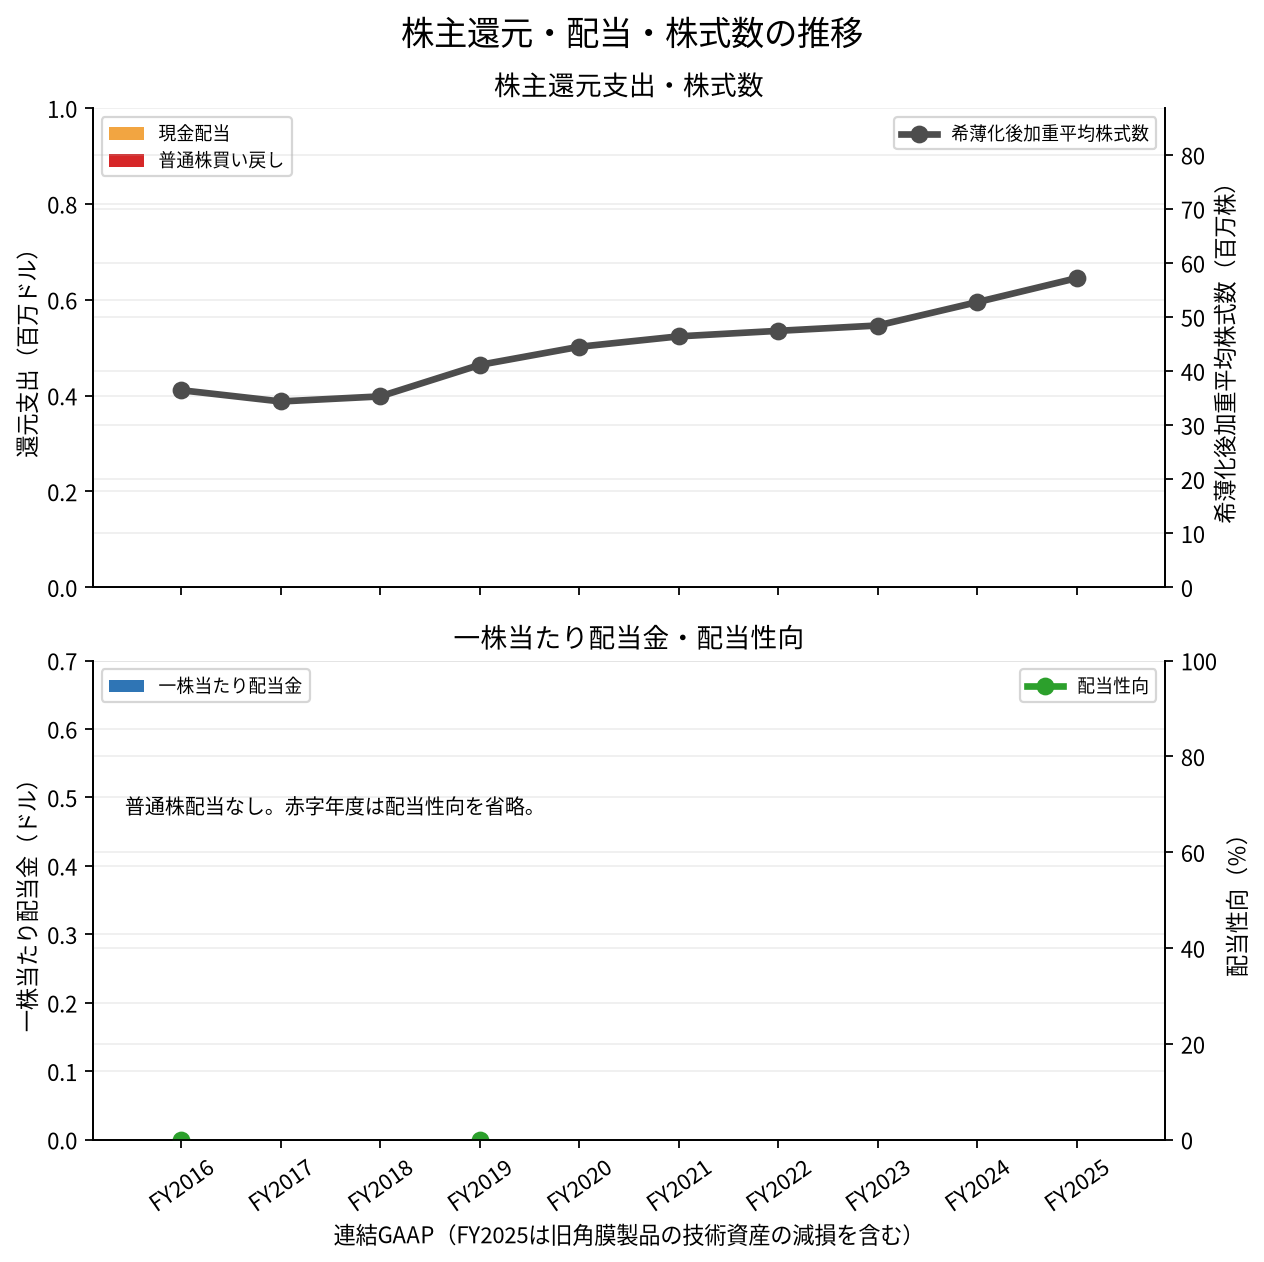 株主還元・配当・株式数の推移
株主還元支出・株式数
現金配当
普通株買い戻し
希薄化後加重平均株式数
還元支出（百万ドル）
1.0
0.8
0.6
0.4
0.2
0.0
80
70
60
50
40
30
20
10
0
希薄化後加重平均株式数（百万株）
一株当たり配当金・配当性向
一株当たり配当金
配当性向
普通株配当なし。赤字年度は配当性向を省略。
一株当たり配当金（ドル）
0.7
0.6
0.5
0.4
0.3
0.2
0.1
0.0
100
80
60
40
20
0
配当性向（%）
FY2016
FY2017
FY2018
FY2019
FY2020
FY2021
FY2022
FY2023
FY2024
FY2025
連結GAAP（FY2025は旧角膜製品の技術資産の減損を含む）